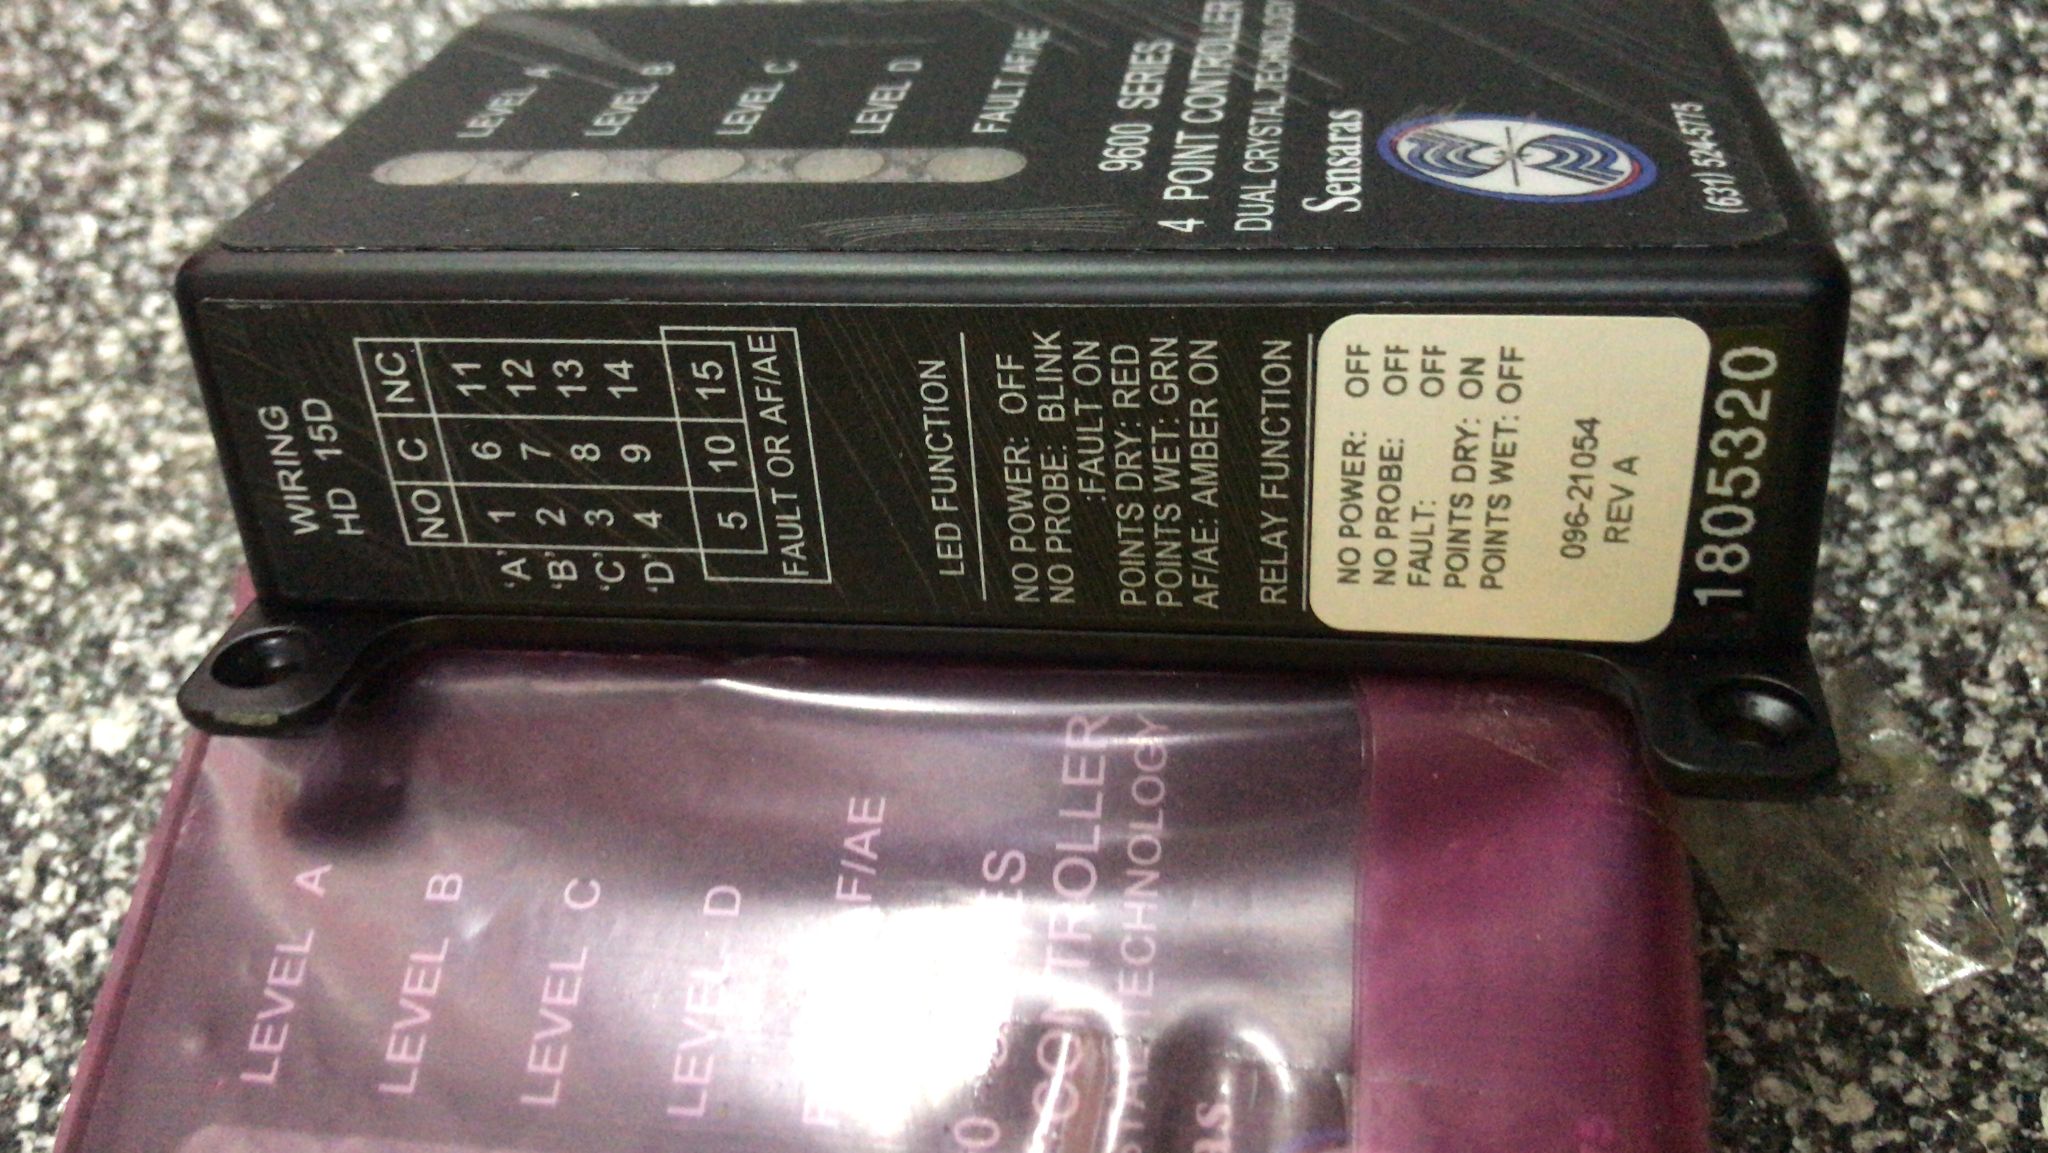 LEVEL A
LEVEL B
LEVEL C
LEVEL D
FAULT AF/AE
9600 SERIES
4 POINT CONTROLLER
DUAL CRYSTAL TECHNOLOGY
Sensaras
(631) 524-5775
WIRING
HD 15D
NO C NC
'A' 1 6 11
'B' 2 7 12
'C' 3 8 13
'D' 4 9 14
5 10 15
FAULT OR AF/AE
LED FUNCTION
NO POWER: OFF
NO PROBE: BLINK
:FAULT ON
POINTS DRY: RED
POINTS WET: GRN
AF/AE: AMBER ON
RELAY FUNCTION
NO POWER: OFF
NO PROBE: OFF
FAULT: OFF
POINTS DRY: ON
POINTS WET: OFF
096-21054
REV A
1805320
LEVEL A
LEVEL B
LEVEL C
LEVEL D
F/AE
CONTROLLER
TECHNOLOGY